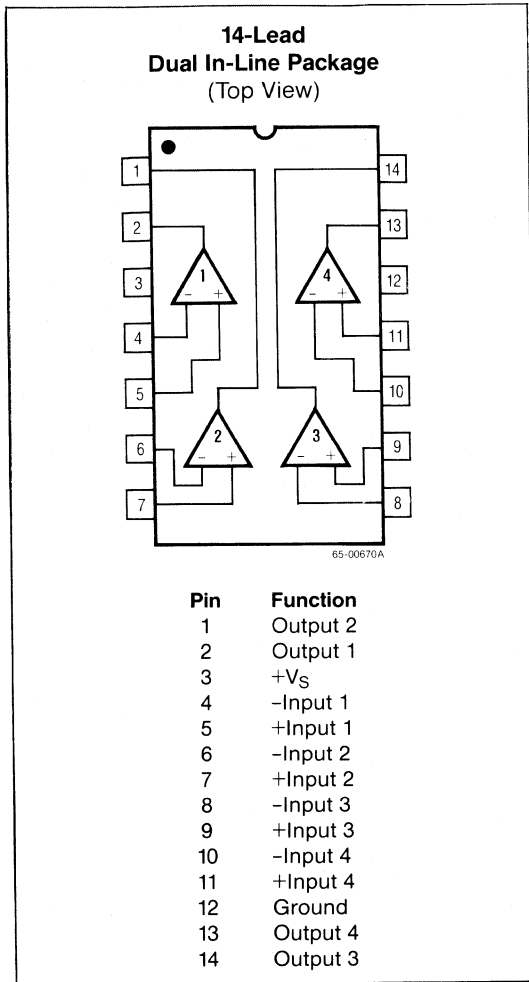 14-Lead
Dual In-Line Package
(Top View)
1
14
2
13
1
4
3
12
- +
- +
4
11
5
10
2
3
6
9
- +
- +
7
8
65-00670A
Pin Function
1 Output 2
2 Output 1
3 +VS
4 -Input 1
5 +Input 1
6 -Input 2
7 +Input 2
8 -Input 3
9 +Input 3
10 -Input 4
11 +Input 4
12 Ground
13 Output 4
14 Output 3